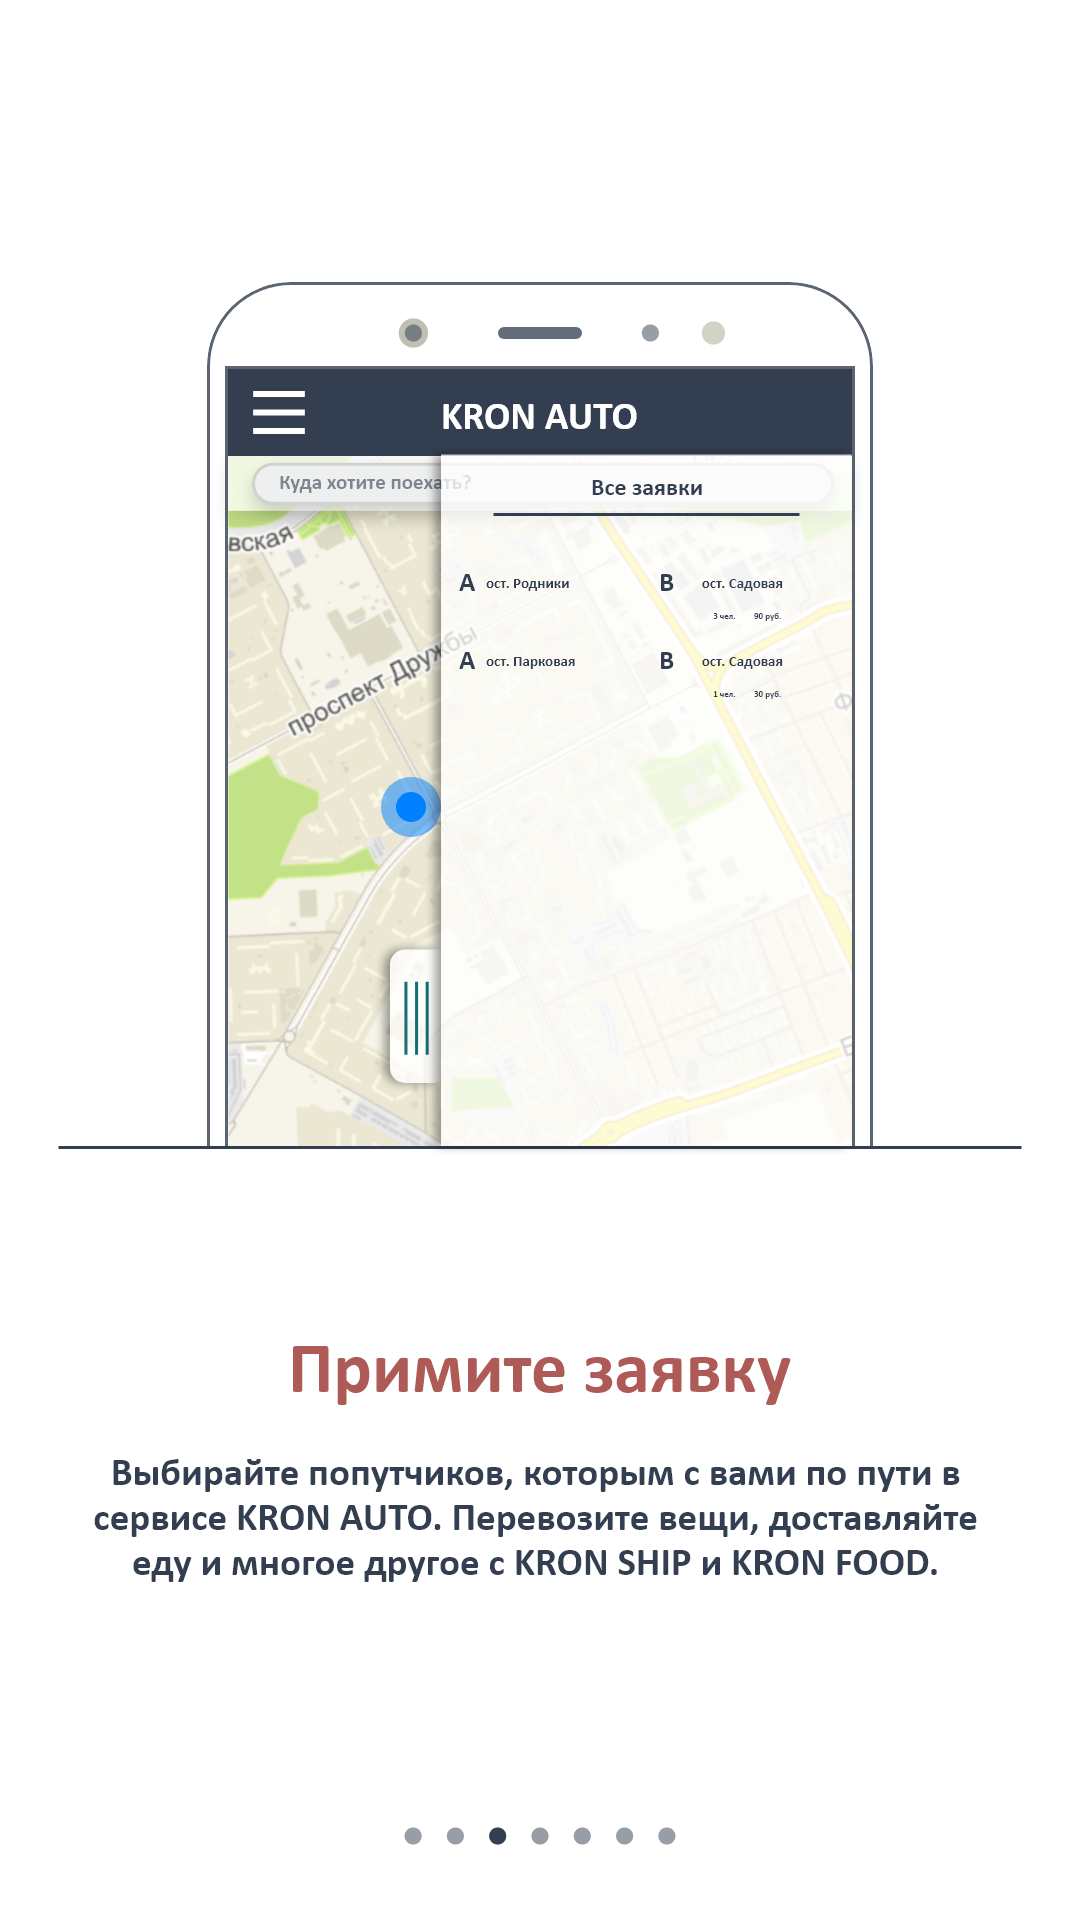 KRON AUTO
Куда хотите поехать?
Все заявки
вская
A ост. Родники B ост. Садовая
3 чел. 90 руб.
проспект Дружбы
A ост. Парковая B ост. Садовая
1 чел. 30 руб.
Примите заявку
Выбирайте попутчиков, которым с вами по пути в
сервисе KRON AUTO. Перевозите вещи, доставляйте
еду и многое другое с KRON SHIP и KRON FOOD.